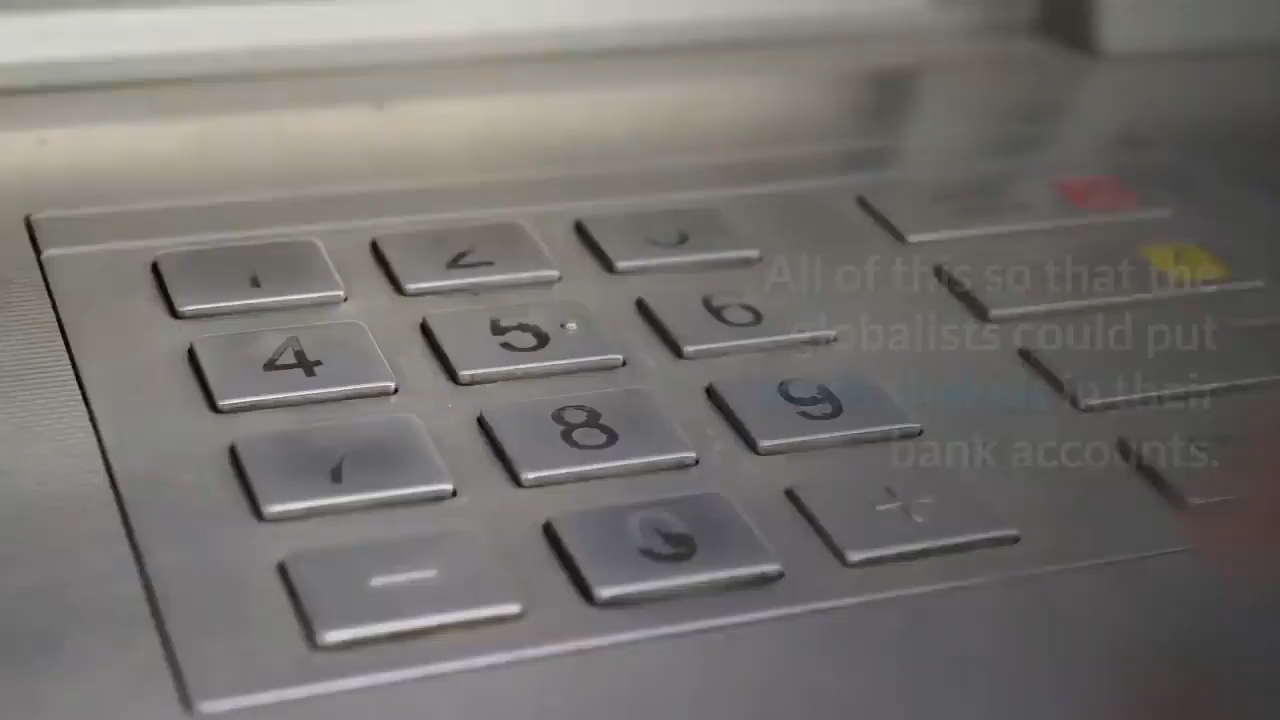 4 5 6
8 9
All of this so that the
globalists could put
in their
bank accounts.